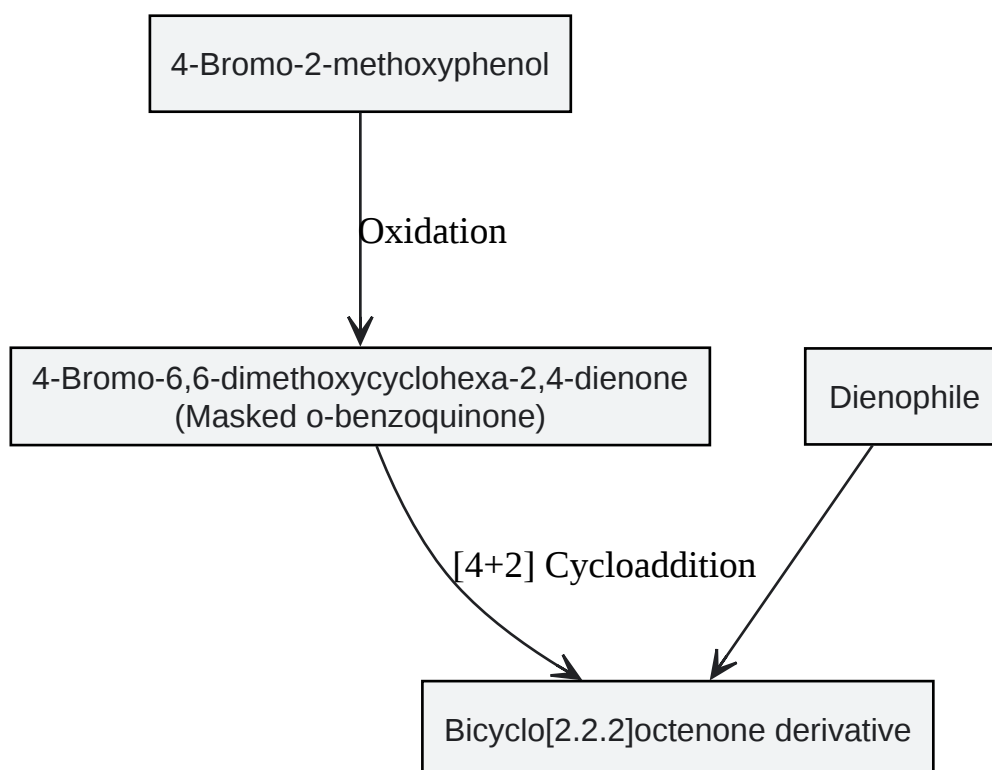 4-Bromo-2-methoxyphenol
Oxidation
4-Bromo-6,6-dimethoxycyclohexa-2,4-dienone
(Masked o-benzoquinone)
Dienophile
[4+2] Cycloaddition
Bicyclo[2.2.2]octenone derivative